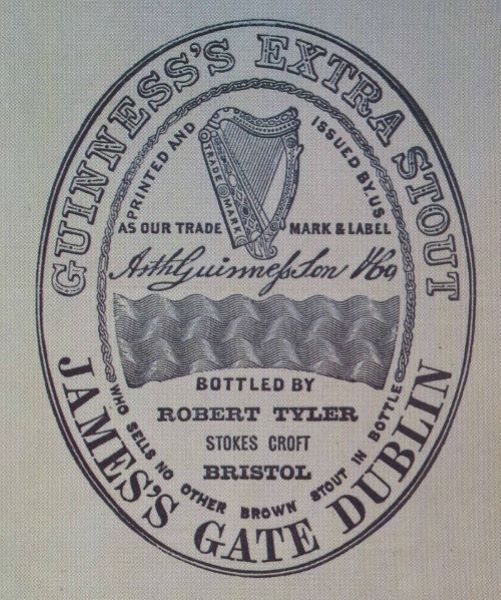 GUINNESS'S EXTRA STOUT
PRINTED AND ISSUED BY US
TRADE MARK
AS OUR TRADE MARK & LABEL
Arth Guinness Son & Co,
BOTTLED BY
ROBERT TYLER
STOKES CROFT
BRISTOL
WHO SELLS NO OTHER BROWN STOUT IN BOTTLE
JAMES'S GATE DUBLIN